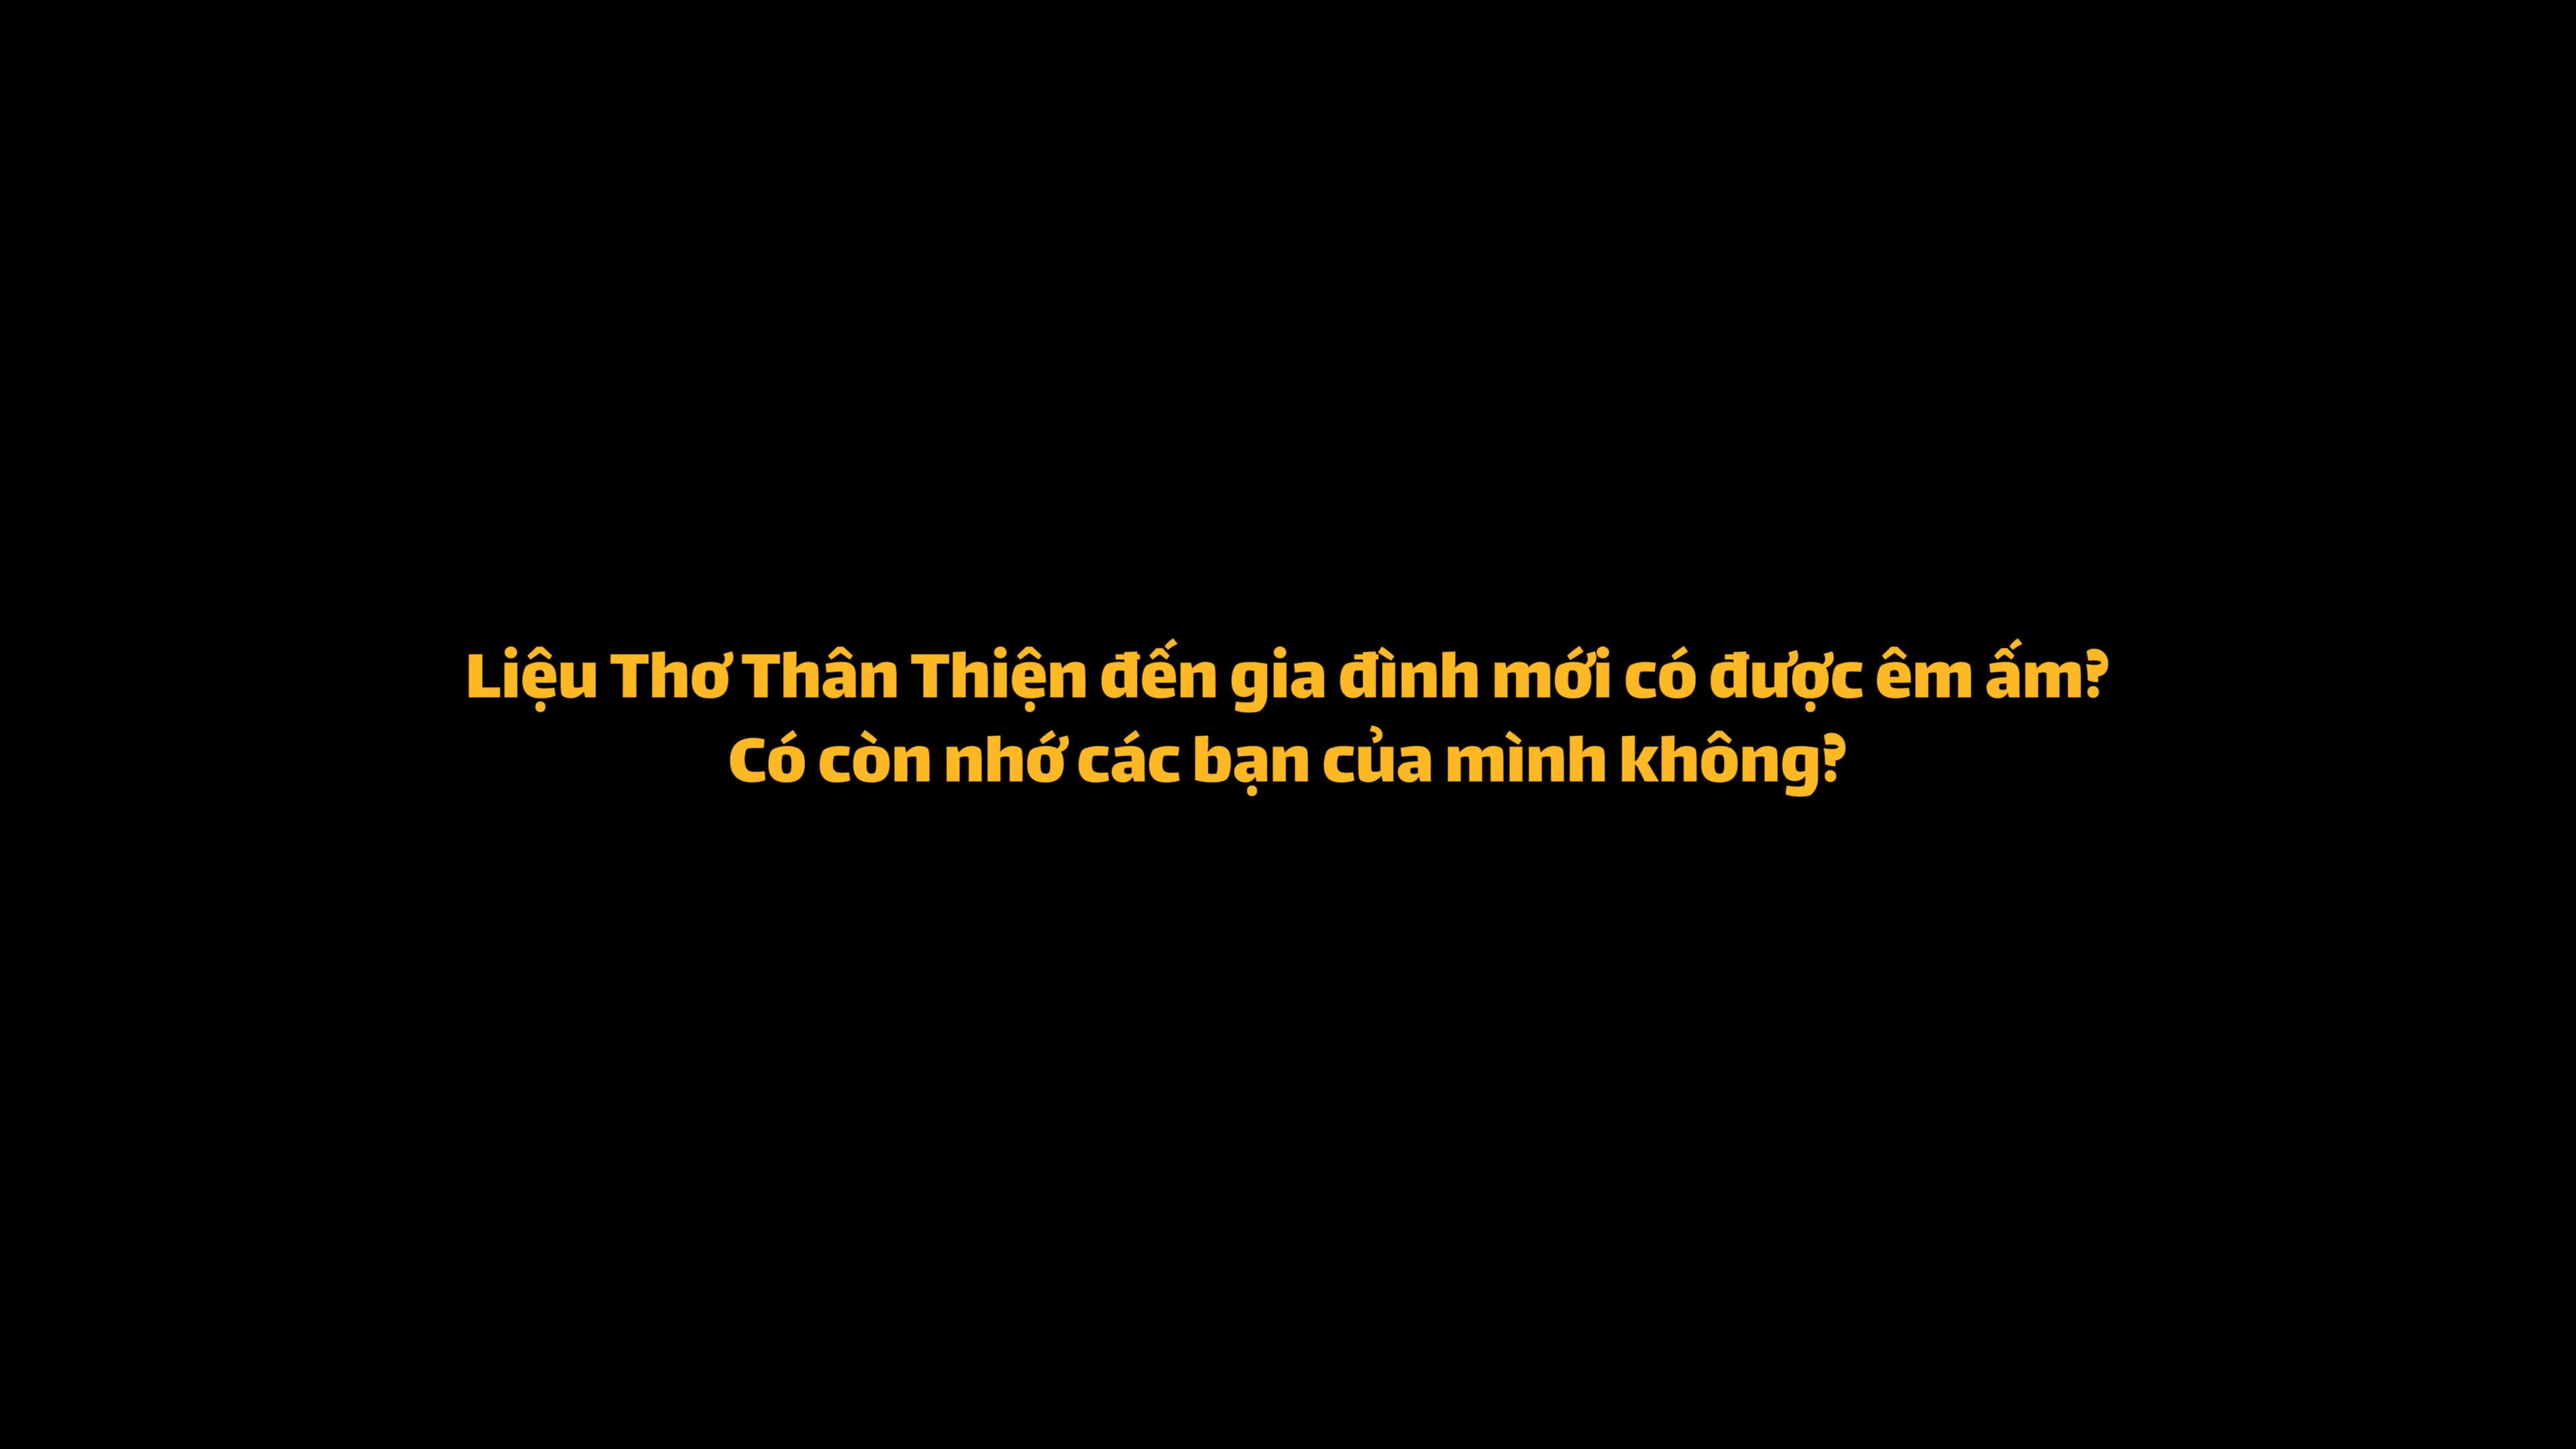 Liệu Thơ Thân Thiện đến gia đình mới có được êm ấm?
Có còn nhớ các bạn của mình không?